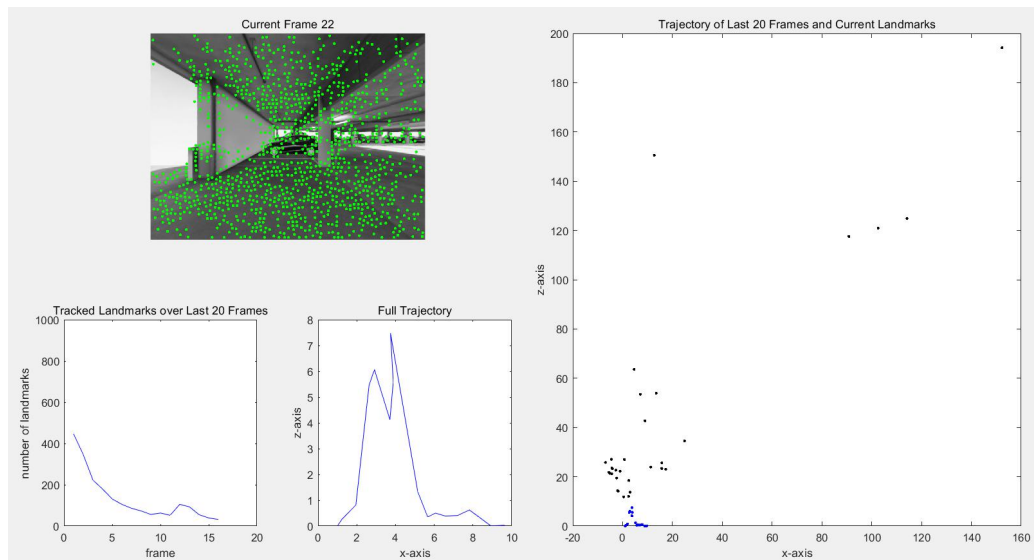 Current Frame 22
Tracked Landmarks over Last 20 Frames
number of landmarks
1000
800
600
400
200
0
0 5 10 15 20
frame
Full Trajectory
z-axis
8
7
6
5
4
3
2
1
0
0 2 4 6 8 10
x-axis
Trajectory of Last 20 Frames and Current Landmarks
z-axis
200
180
160
140
120
100
80
60
40
20
0
-20 0 20 40 60 80 100 120 140 160
x-axis